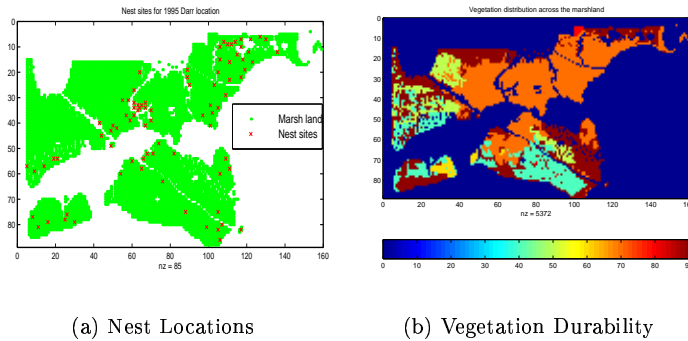 Nest sites for 1995 Darr location
0
10
20
30
40
50
60
70
80
0 20 40 60 80 100 120 140 160
nz = 85
Marsh land
Nest sites
Vegetation distribution across the marshland
0
10
20
30
40
50
60
70
80
0 20 40 60 80 100 120 140 160
nz = 5372
0 10 20 30 40 50 60 70 80 90
(a) Nest Locations
(b) Vegetation Durability